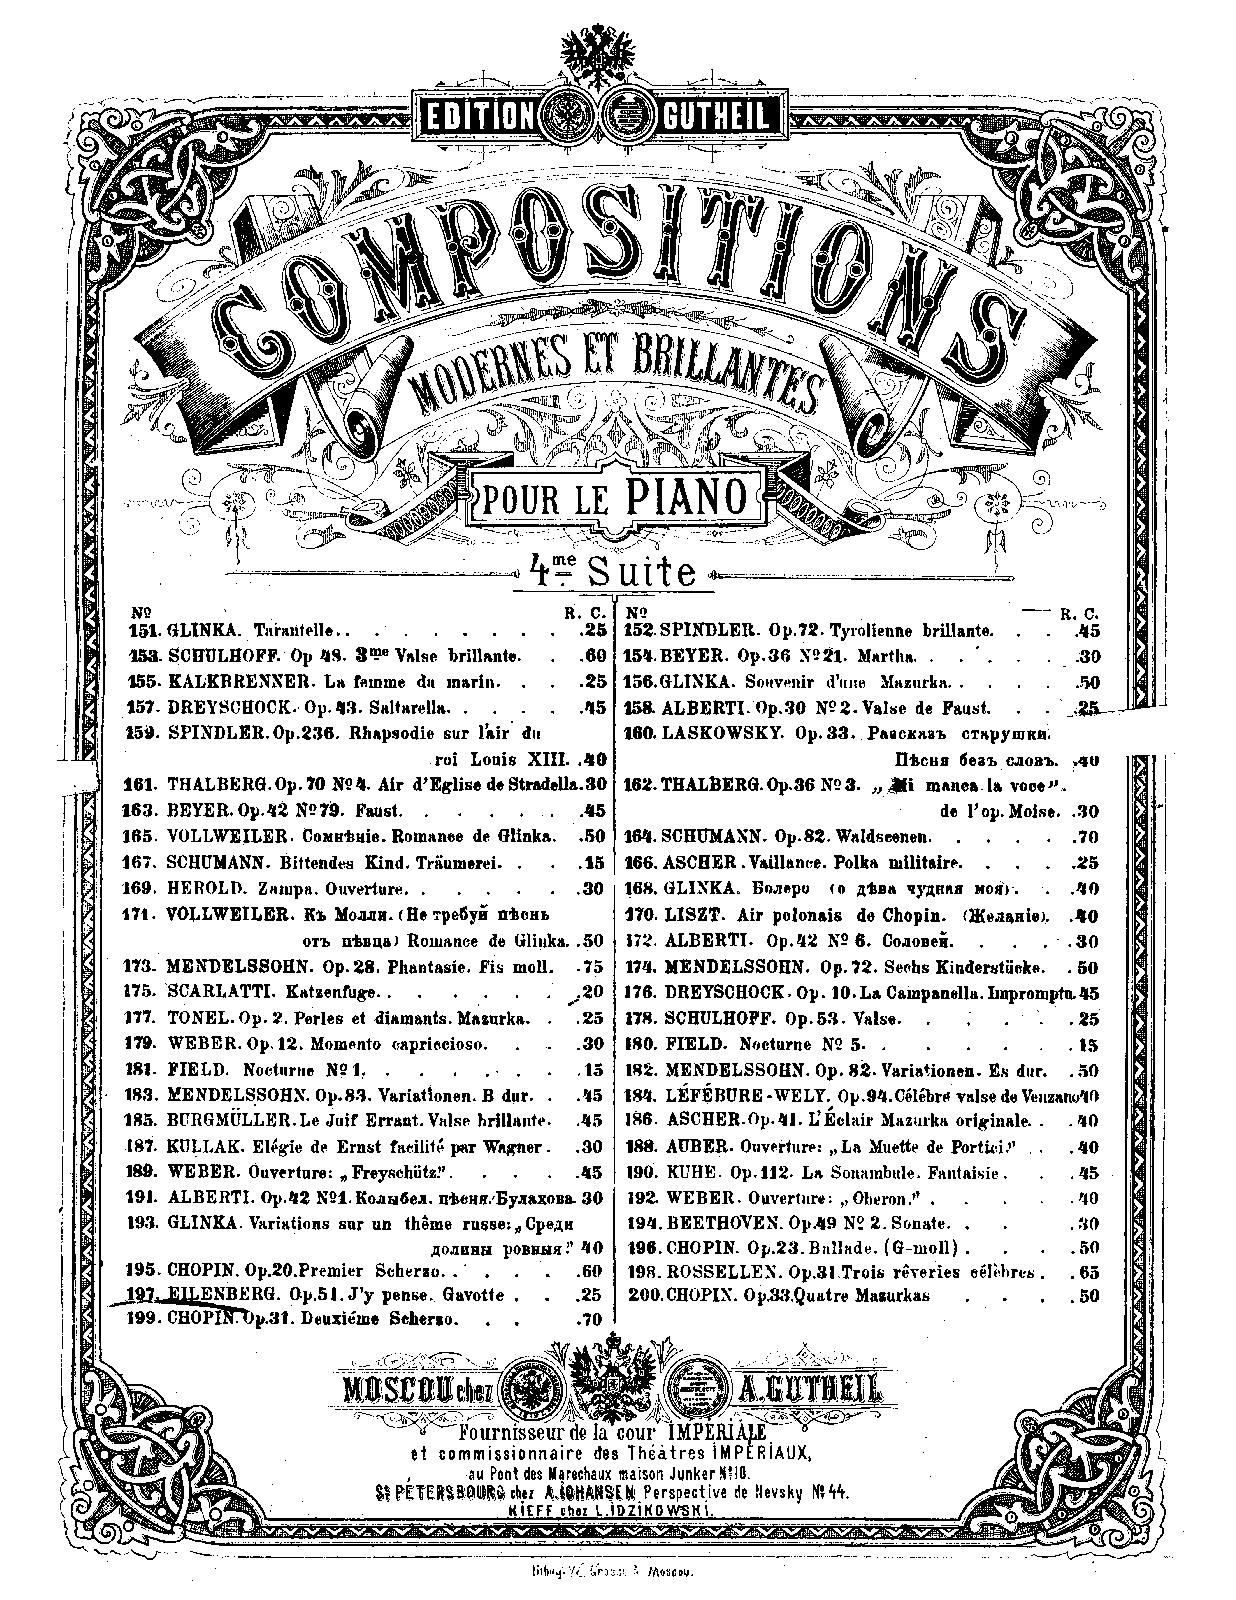 EDITION GUTHEIL
COMPOSITIONS
MODERNES ET BRILLANTES
POUR LE PIANO
4me Suite
No R. C.
151. GLINKA. Tarantelle. . . . . . . . . .25
153. SCHULHOFF. Op 48. 3me Valse brillante. . .60
155. KALKBRENNER. La femme du marin. . . .25
157. DREYSCHOCK. Op. 43. Saltarella. . . . . .45
159. SPINDLER. Op. 236. Rhapsodie sur l'air du
roi Louis XIII. .40
161. THALBERG. Op. 70 No 4. Air d'Eglise de Stradella .30
163. BEYER. Op. 42 No 79. Faust. . . . . . .45
165. VOLLWEILER. Сомнѣніе. Romance de Glinka. .50
167. SCHUMANN. Bittendes Kind. Träumerei. . . .15
169. HEROLD. Zampa. Ouverture. . . . . . .30
171. VOLLWEILER. Къ Молли. (Не требуй пѣснь
отъ пѣвца) Romance de Glinka. .50
173. MENDELSSOHN. Op. 28. Phantasie. Fis moll. .75
175. SCARLATTI. Katzenfuge. . . . . . . .20
177. TONEL. Op. 2. Perles et diamants. Mazurka. . .25
179. WEBER. Op. 12. Momento capriccioso. . . .30
181. FIELD. Nocturne No 1. . . . . . . .15
183. MENDELSSOHN. Op. 83. Variationen. B dur. . .45
185. BURGMÜLLER. Le Juif Errant. Valse brillante. .45
187. KULLAK. Elégie de Ernst facilité par Wagner . .30
189. WEBER. Ouverture: „Freyschütz." . . . . .45
191. ALBERTI. Op. 42 No 1. Колыбел. пѣсня. Булахова. 30
193. GLINKA. Variations sur un thême russe: „Среди
долины ровныя." 40
195. CHOPIN. Op. 20. Premier Scherzo. . . . . .60
197. EILENBERG. Op. 51. J'y pense. Gavotte . . .25
199. CHOPIN. Op. 31. Deuxiéme Scherzo. . . .70
No R. C.
152. SPINDLER. Op. 72. Tyrolienne brillante. . . .45
154. BEYER. Op. 36 No 21. Martha. . . . . .30
156. GLINKA. Souvenir d'une Mazurka. . . . . .50
158. ALBERTI. Op. 30 No 2. Valse de Faust. . . .25
160. LASKOWSKY. Op. 33. Разсказъ старушки.
Пѣсня безъ словъ. .40
162. THALBERG. Op. 36 No 3. „Mi manca la voce".
de l'op. Moise. .30
164. SCHUMANN. Op. 82. Waldscenen. . . . . .70
166. ASCHER. Vaillance. Polka militaire. . . . .25
168. GLINKA. Болеро (о дѣва чудная моя). . .40
170. LISZT. Air polonais de Chopin. (Желаніе). .40
172. ALBERTI. Op. 42 No 6. Соловей. . . . .30
174. MENDELSSOHN. Op. 72. Sechs Kinderstücke. .50
176. DREYSCHOCK. Op. 10. La Campanella. Impromptu. 45
178. SCHULHOFF. Op. 53. Valse. . . . . . .25
180. FIELD. Nocturne No 5. . . . . . . .15
182. MENDELSSOHN. Op. 82. Variationen. Es dur. .50
184. LÉFÉBURE-WELY. Op. 94. Célêbre valse de Venzano 40
186. ASCHER. Op. 41. L'Éclair Mazurka originale. . .40
188. AUBER. Ouverture: „La Muette de Portici." . . .40
190. KUHE. Op. 112. La Sonambule. Fantaisie . . .45
192. WEBER. Ouverture: „Oberon." . . . . . .40
194. BEETHOVEN. Op. 49 No 2. Sonate. . . . .30
196. CHOPIN. Op. 23. Ballade. (G-moll) . . . .50
198. ROSSELLEN. Op. 31 Trois rêveries célèbres . .65
200. CHOPIN. Op. 33. Quatre Mazurkas . . . .50
MOSCOU chez A. GUTHEIL
Fournisseur de la cour IMPERIALE
et commissionnaire des Théâtres IMPÉRIAUX,
au Pont des Marechaux maison Junker No 10.
St PÉTERSBOURG chez A. IOHANSEN Perspective de Nevsky No 44.
KIEFF chez L. IDZIKOWSKI.
Moscou.